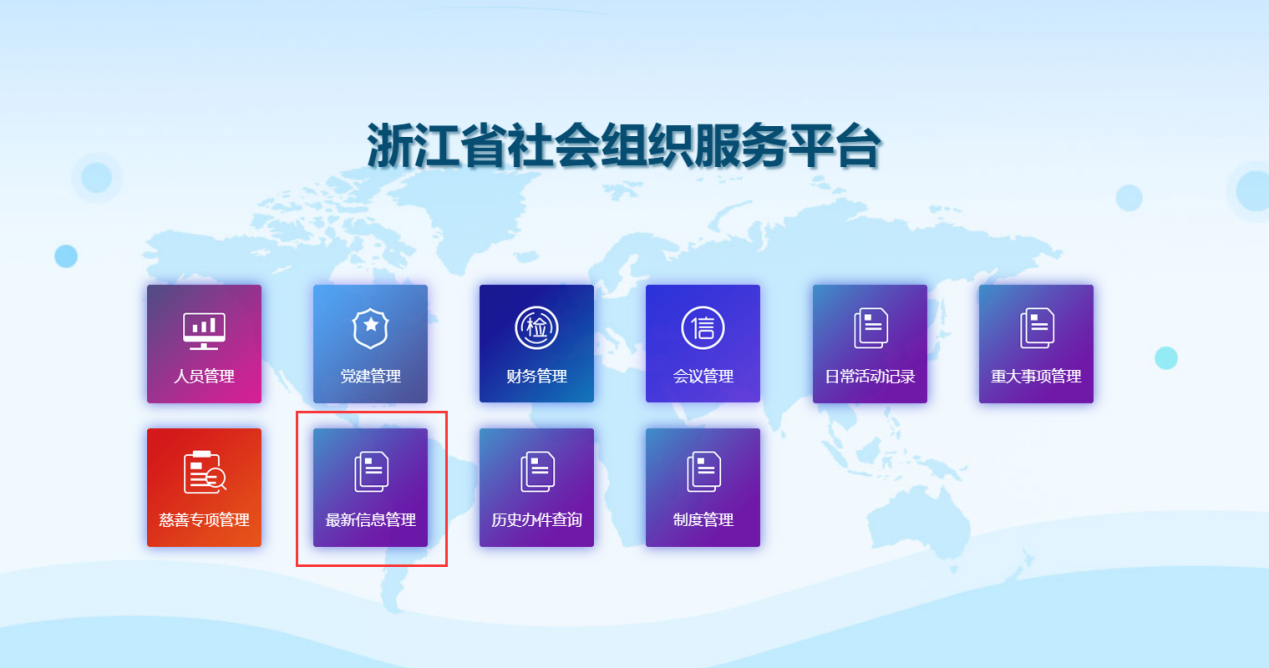 浙江省社会组织服务平台
检
信
人员管理
党建管理
财务管理
会议管理
日常活动记录
重大事项管理
慈善专项管理
最新信息管理
历史办件查询
制度管理